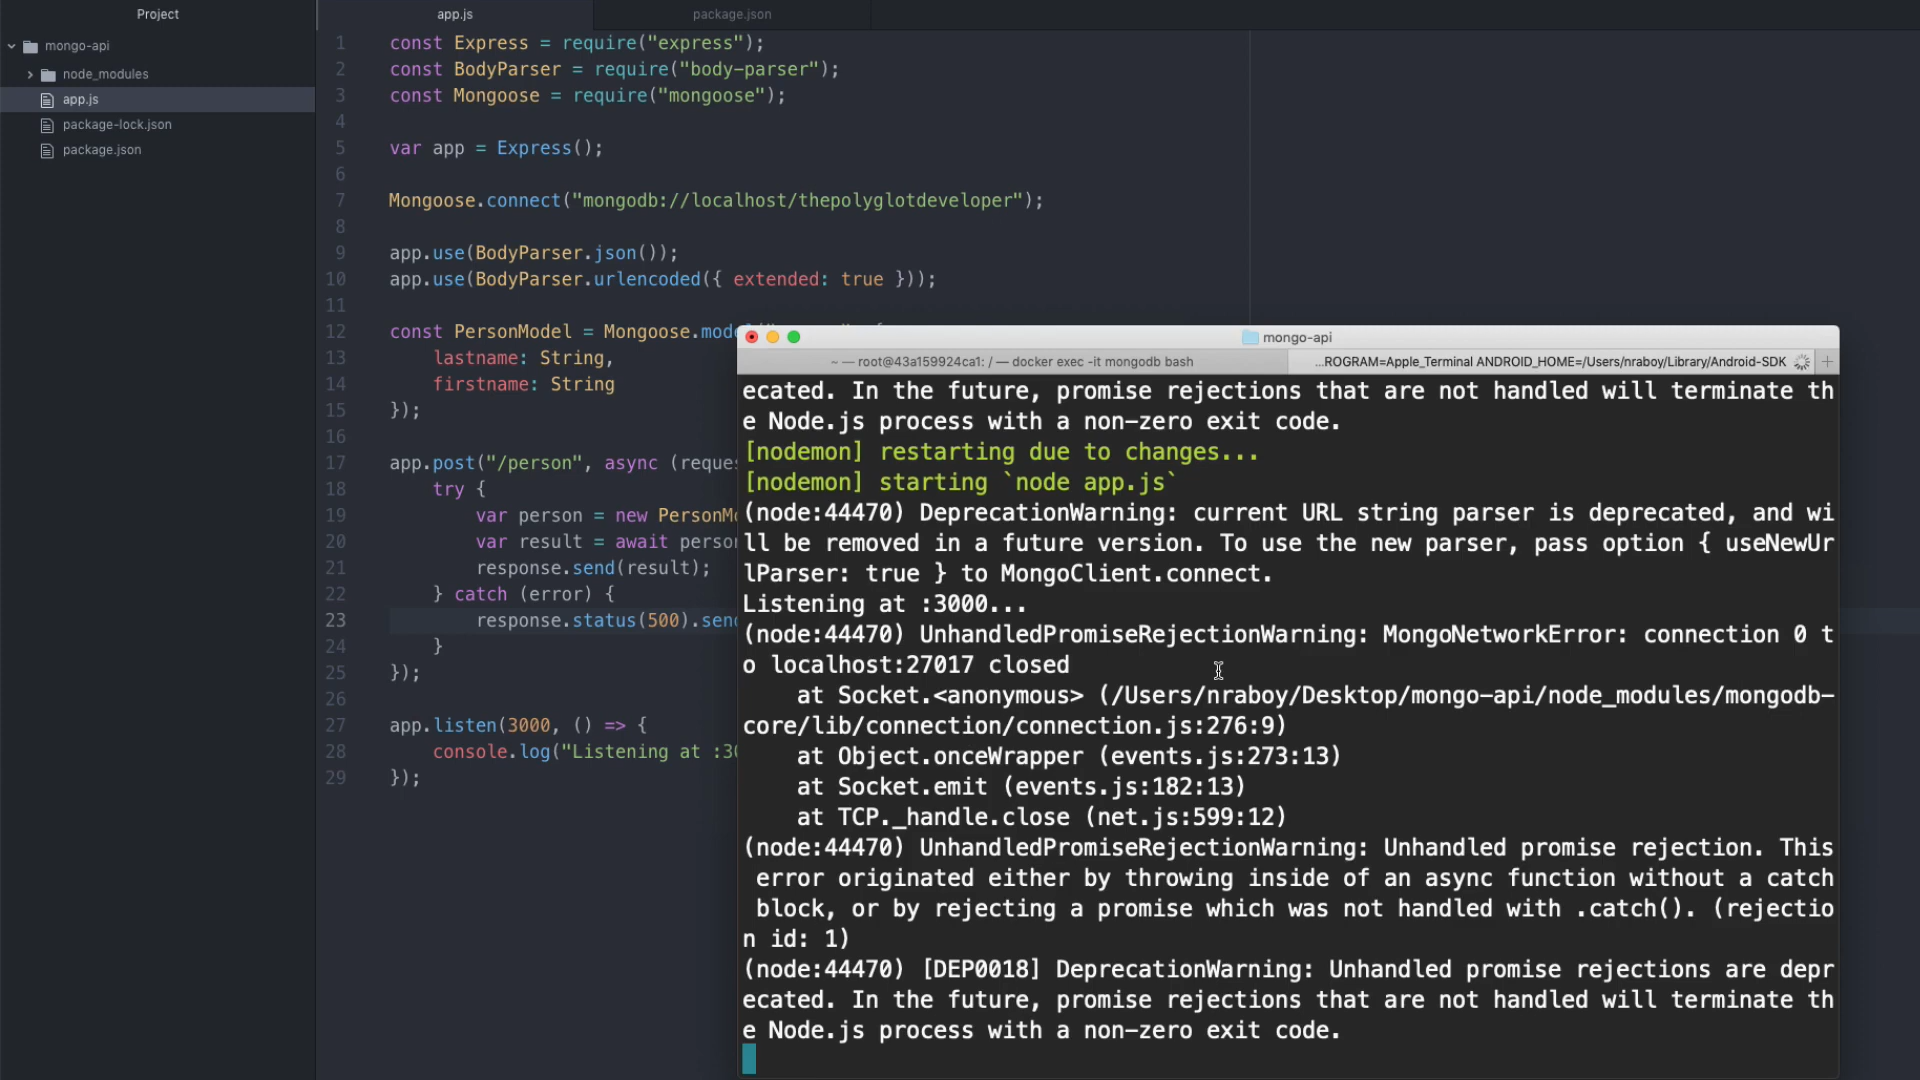 Project
app.js
package.json
mongo-api
node_modules
app.js
package-lock.json
package.json
1 const Express = require("express");
2 const BodyParser = require("body-parser");
3 const Mongoose = require("mongoose");
4
5 var app = Express();
6
7 Mongoose.connect("mongodb://localhost/thepolyglotdeveloper");
8
9 app.use(BodyParser.json());
10 app.use(BodyParser.urlencoded({ extended: true }));
11
12 const PersonModel = Mongoose.mod
13 lastname: String,
14 firstname: String
15 });
16
17 app.post("/person", async (reques
18 try {
19 var person = new PersonMo
20 var result = await person
21 response.send(result);
22 } catch (error) {
23 response.status(500).send
24 }
25 });
26
27 app.listen(3000, () => {
28 console.log("Listening at :30
29 });
mongo-api
~ — root@43a159924ca1: / — docker exec -it mongodb bash
...ROGRAM=Apple_Terminal ANDROID_HOME=/Users/nraboy/Library/Android-SDK
+
ecated. In the future, promise rejections that are not handled will terminate th
e Node.js process with a non-zero exit code.
[nodemon] restarting due to changes...
[nodemon] starting `node app.js`
(node:44470) DeprecationWarning: current URL string parser is deprecated, and wi
ll be removed in a future version. To use the new parser, pass option { useNewUr
lParser: true } to MongoClient.connect.
Listening at :3000...
(node:44470) UnhandledPromiseRejectionWarning: MongoNetworkError: connection 0 t
o localhost:27017 closed
at Socket.<anonymous> (/Users/nraboy/Desktop/mongo-api/node_modules/mongodb-
core/lib/connection/connection.js:276:9)
at Object.onceWrapper (events.js:273:13)
at Socket.emit (events.js:182:13)
at TCP._handle.close (net.js:599:12)
(node:44470) UnhandledPromiseRejectionWarning: Unhandled promise rejection. This
error originated either by throwing inside of an async function without a catch
block, or by rejecting a promise which was not handled with .catch(). (rejectio
n id: 1)
(node:44470) [DEP0018] DeprecationWarning: Unhandled promise rejections are depr
ecated. In the future, promise rejections that are not handled will terminate th
e Node.js process with a non-zero exit code.